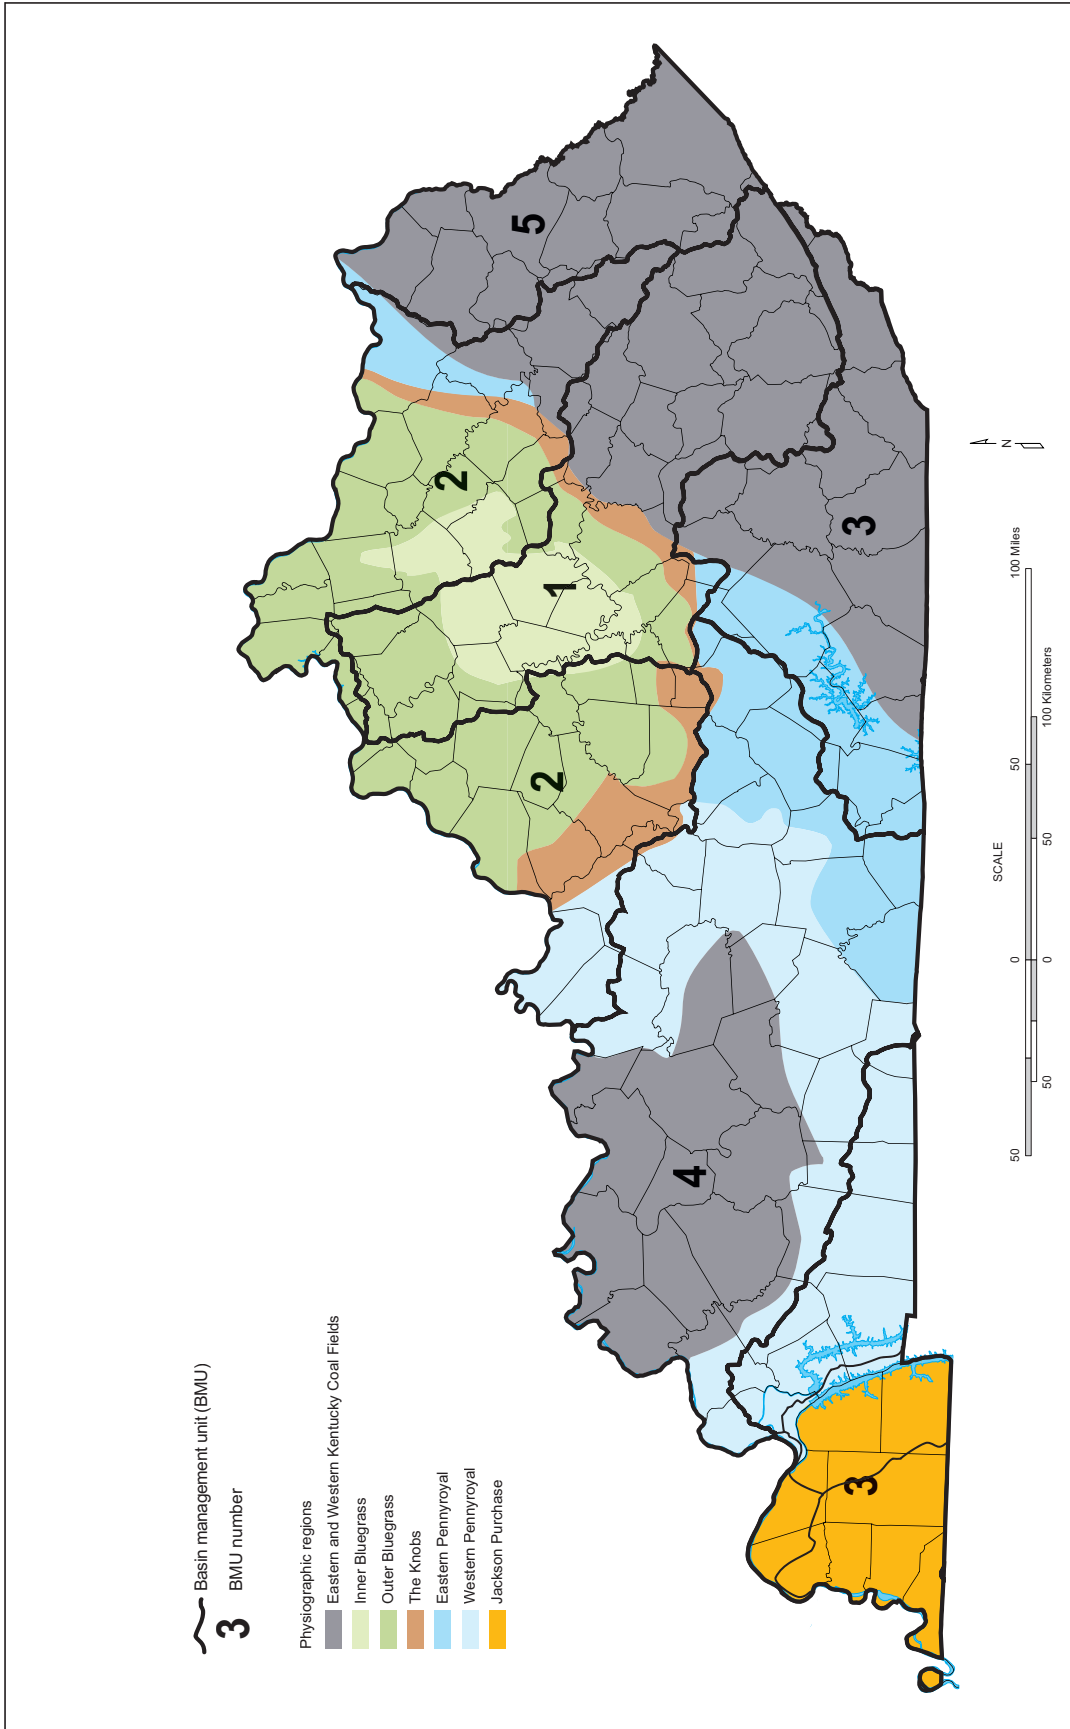 Basin management unit (BMU)
3 BMU number
Physiographic regions
Eastern and Western Kentucky Coal Fields
Inner Bluegrass
Outer Bluegrass
The Knobs
Eastern Pennyroyal
Western Pennyroyal
Jackson Purchase
5
2
1
2
3
4
3
N
SCALE
50 0 50 100 Miles
50 0 50 100 Kilometers